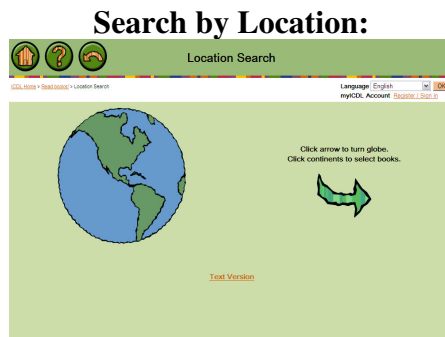 Search by Location:
Location Search
ICDL Home > Read books! > Location Search
Language English OK
myICDL Account Register / Sign in
Click arrow to turn globe.
Click continents to select books.
Text Version